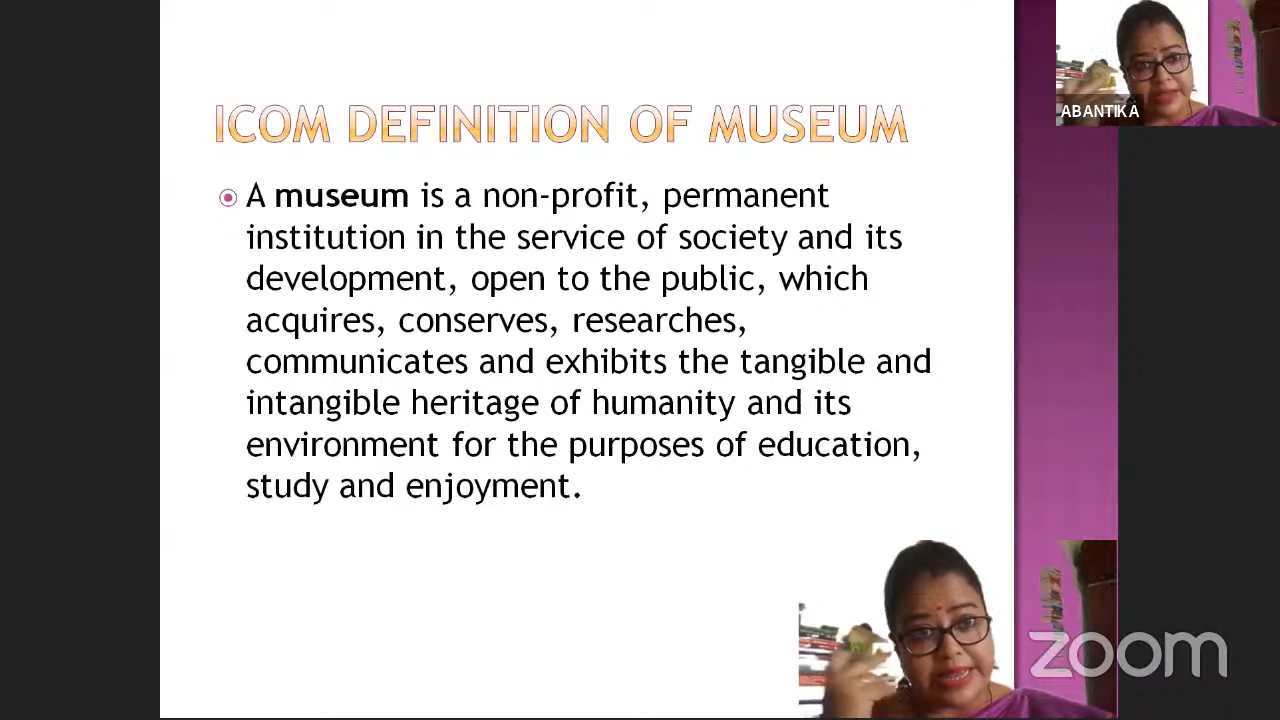 ABANTIKA
ICOM DEFINITION OF MUSEUM
A museum is a non-profit, permanent
institution in the service of society and its
development, open to the public, which
acquires, conserves, researches,
communicates and exhibits the tangible and
intangible heritage of humanity and its
environment for the purposes of education,
study and enjoyment.
zoom